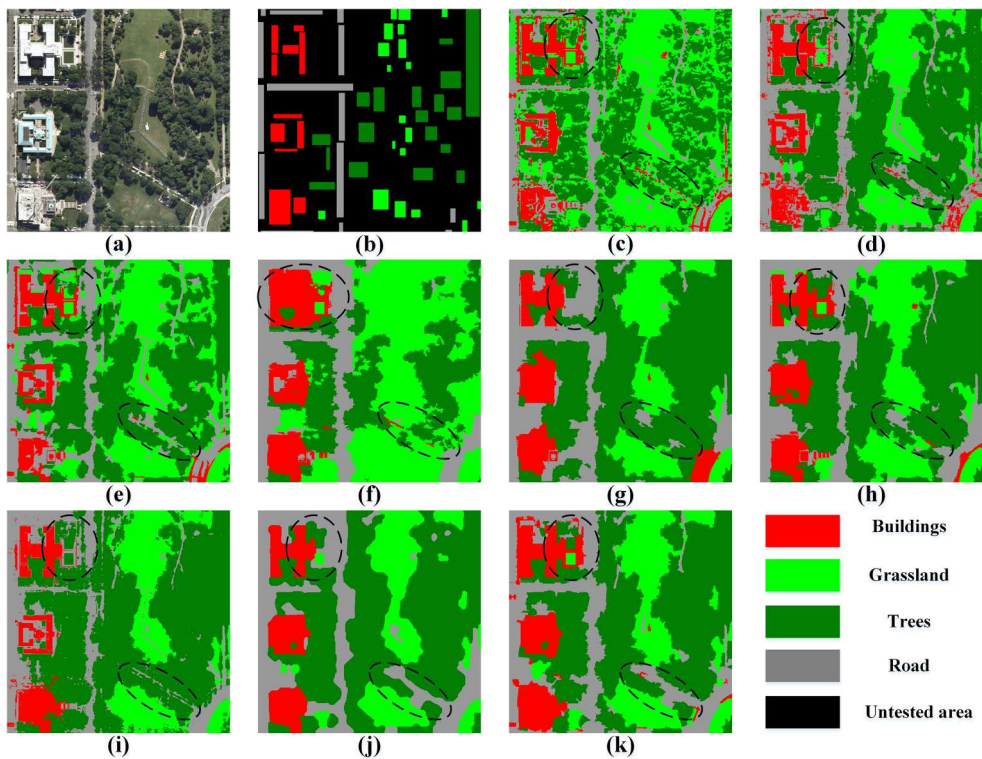 (a)
(b)
(c)
(d)
(e)
(f)
(g)
(h)
Buildings
Grassland
Trees
Road
Untested area
(i)
(j)
(k)